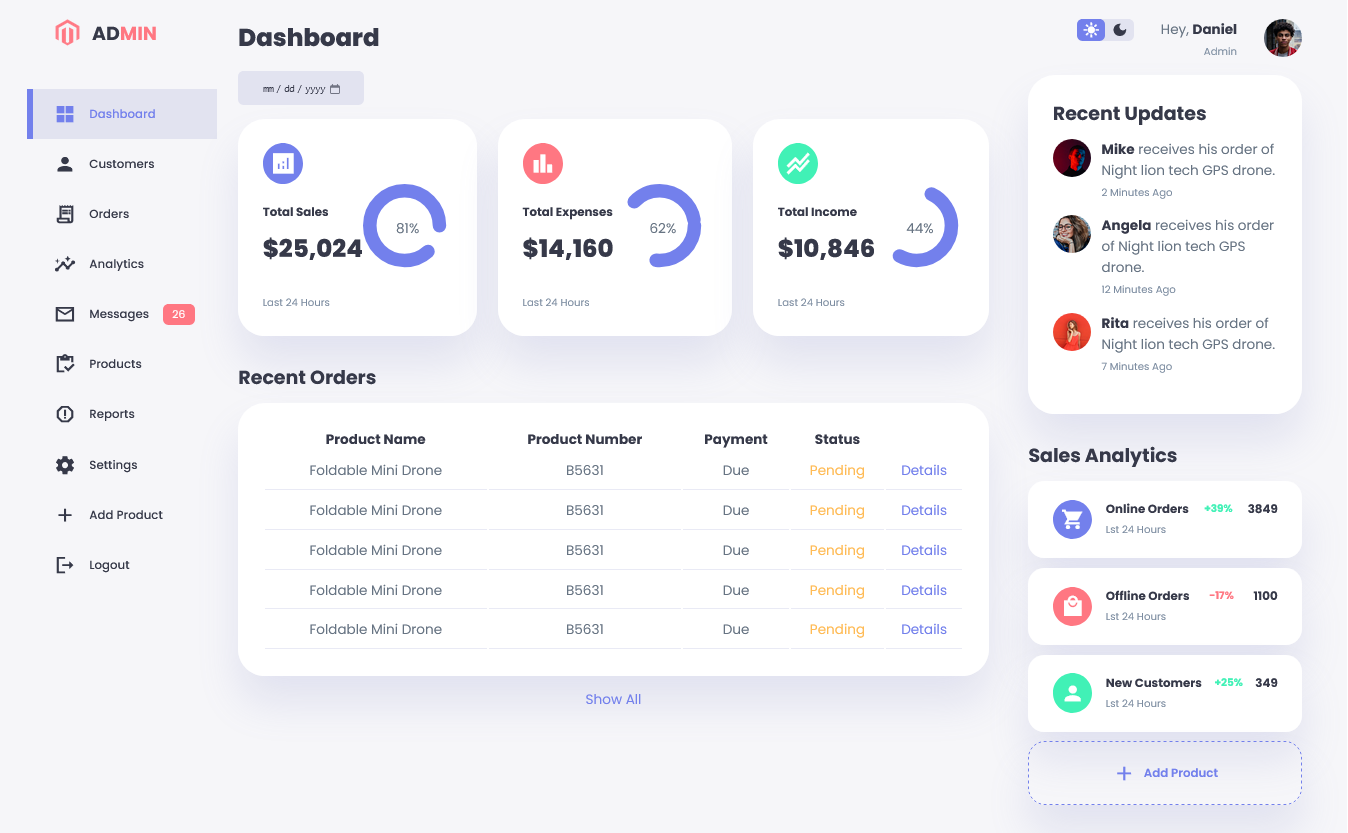 ADMIN
Dashboard
Customers
Orders
Analytics
Messages 26
Products
Reports
Settings
Add Product
Logout
Dashboard
mm / dd / yyyy
Total Sales
$25,024
81%
Last 24 Hours
Total Expenses
$14,160
62%
Last 24 Hours
Total Income
$10,846
44%
Last 24 Hours
Recent Orders
Product Name Product Number Payment Status
Foldable Mini Drone B5631 Due Pending Details
Foldable Mini Drone B5631 Due Pending Details
Foldable Mini Drone B5631 Due Pending Details
Foldable Mini Drone B5631 Due Pending Details
Foldable Mini Drone B5631 Due Pending Details
Show All
Hey, Daniel
Admin
Recent Updates
Mike receives his order of
Night lion tech GPS drone.
2 Minutes Ago
Angela receives his order
of Night lion tech GPS
drone.
12 Minutes Ago
Rita receives his order of
Night lion tech GPS drone.
7 Minutes Ago
Sales Analytics
Online Orders +39% 3849
Lst 24 Hours
Offline Orders -17% 1100
Lst 24 Hours
New Customers +25% 349
Lst 24 Hours
Add Product